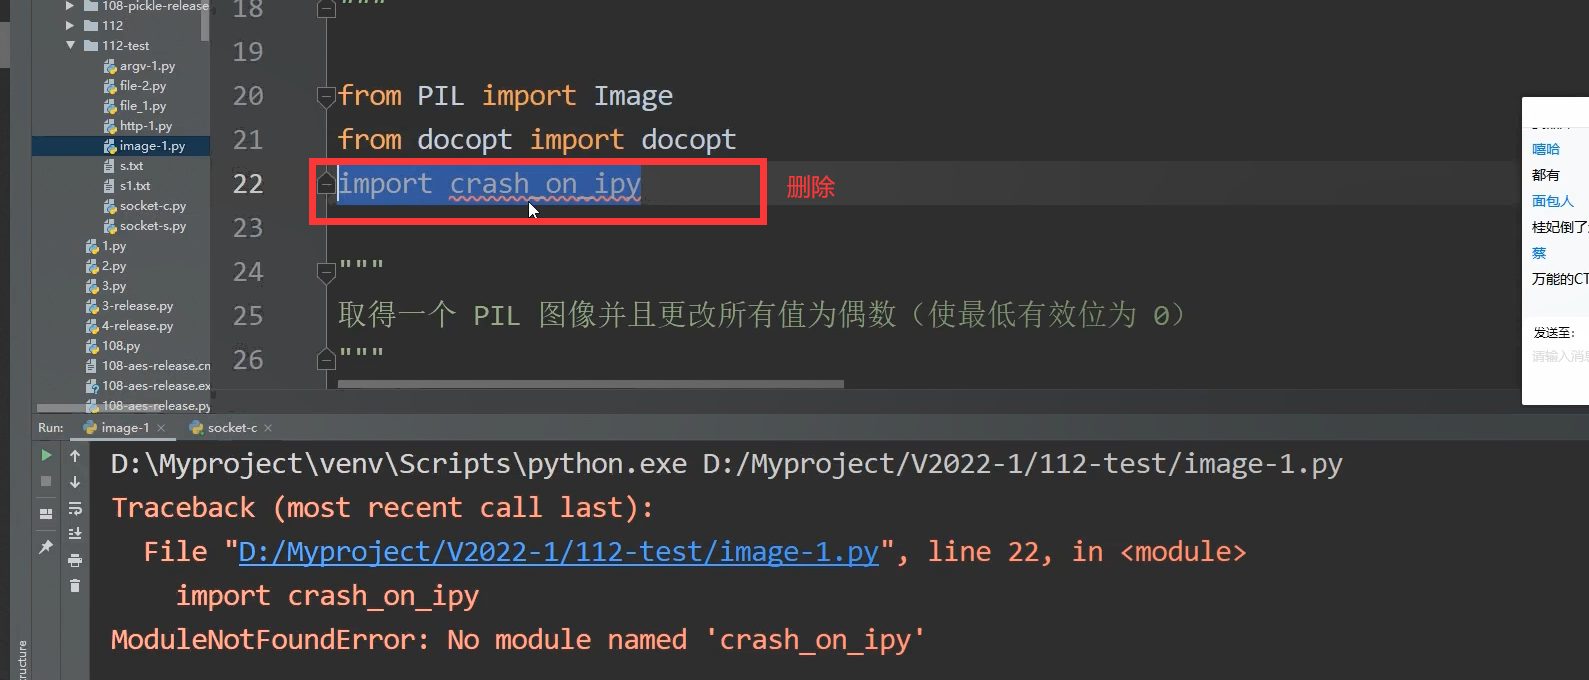 108-pickle-release
112
112-test
argv-1.py
file-2.py
file_1.py
http-1.py
image-1.py
s.txt
s1.txt
socket-c.py
socket-s.py
1.py
2.py
3.py
3-release.py
4-release.py
108.py
108-aes-release.cm
108-aes-release.ex
108-aes-release.py
18 """
19
20 from PIL import Image
21 from docopt import docopt
22 import crash_on_ipy
删除
23
24 """
25 取得一个 PIL 图像并且更改所有值为偶数（使最低有效位为 0）
26 """
嘻哈
都有
面包人
桂妃倒了
蔡
万能的CT
发送至:
请输入消息
Run: image-1 socket-c
D:\Myproject\venv\Scripts\python.exe D:/Myproject/V2022-1/112-test/image-1.py
Traceback (most recent call last):
File "D:/Myproject/V2022-1/112-test/image-1.py", line 22, in <module>
import crash_on_ipy
ModuleNotFoundError: No module named 'crash_on_ipy'
ructure